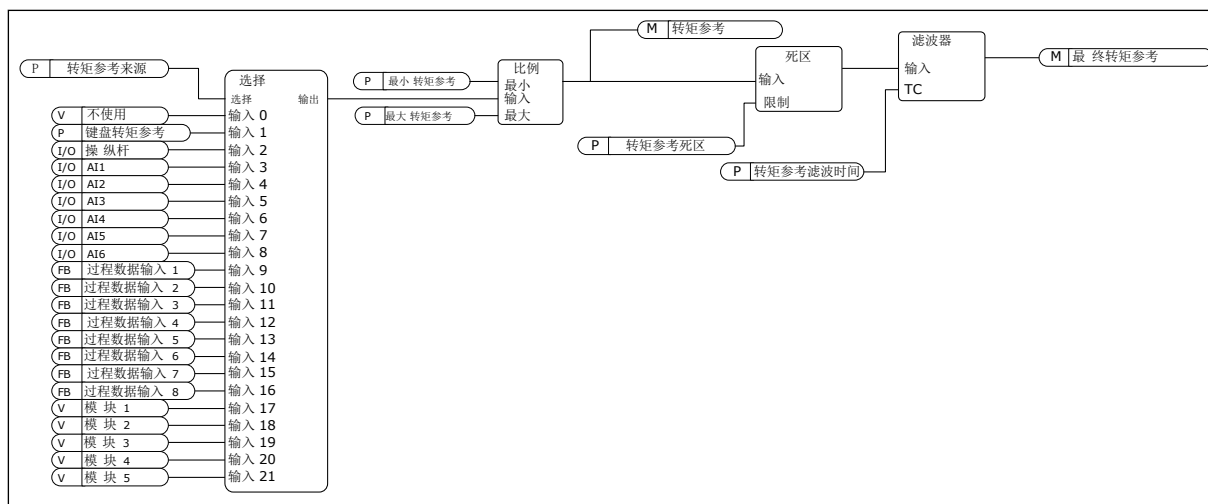 P 转矩参考来源
选择
选择 输出
V 不使用 输入 0
P 键盘转矩参考 输入 1
I/O 操 纵杆 输入 2
I/O AI1 输入 3
I/O AI2 输入 4
I/O AI3 输入 5
I/O AI4 输入 6
I/O AI5 输入 7
I/O AI6 输入 8
FB 过程数据输入 1 输入 9
FB 过程数据输入 2 输入 10
FB 过程数据输入 3 输入 11
FB 过程数据输入 4 输入 12
FB 过程数据输入 5 输入 13
FB 过程数据输入 6 输入 14
FB 过程数据输入 7 输入 15
FB 过程数据输入 8 输入 16
V 模 块 1 输入 17
V 模 块 2 输入 18
V 模 块 3 输入 19
V 模 块 4 输入 20
V 模 块 5 输入 21
P 最小 转矩参考
P 最大 转矩参考
比例
最小
输入
最大
M 转矩参考
P 转矩参考死区
死区
输入
限制
P 转矩参考滤波时间
滤波器
输入
TC
M 最 终转矩参考